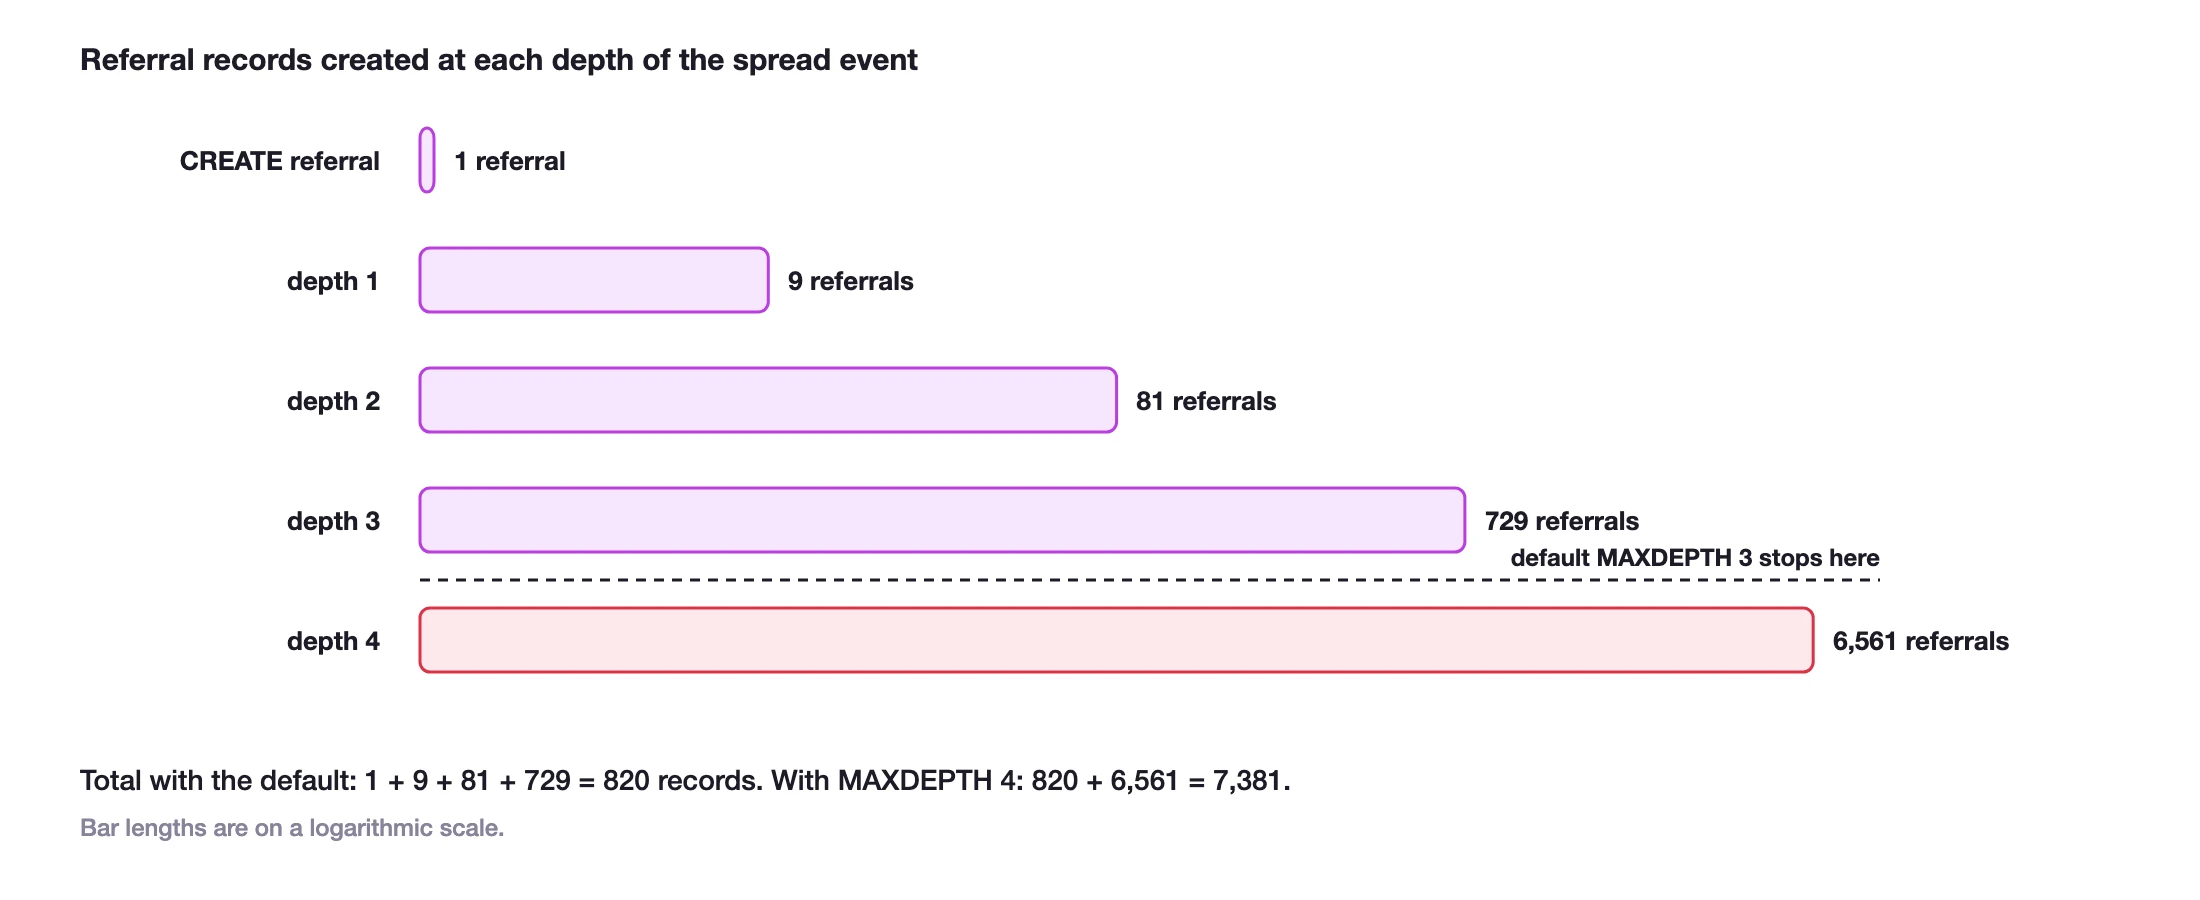 Referral records created at each depth of the spread event
CREATE referral
1 referral
depth 1
9 referrals
depth 2
81 referrals
depth 3
729 referrals
default MAXDEPTH 3 stops here
depth 4
6,561 referrals
Total with the default: 1 + 9 + 81 + 729 = 820 records. With MAXDEPTH 4: 820 + 6,561 = 7,381.
Bar lengths are on a logarithmic scale.